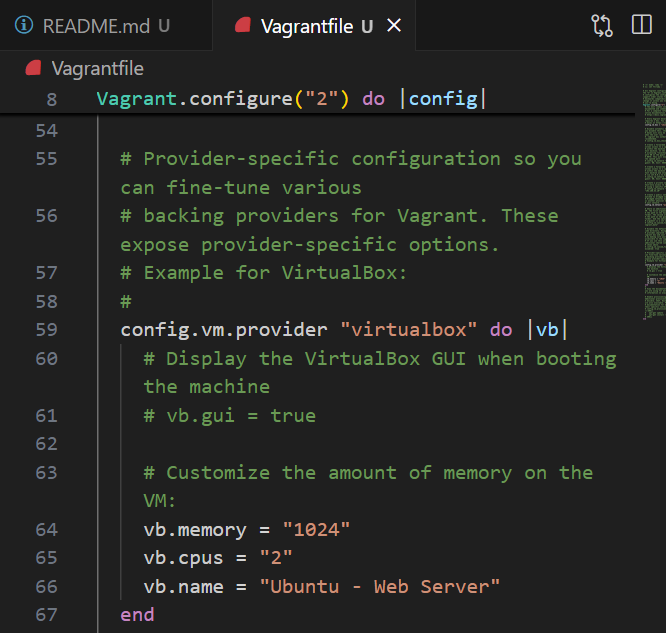 README.md U
Vagrantfile U
Vagrantfile
8 Vagrant.configure("2") do |config|
54
55 # Provider-specific configuration so you
can fine-tune various
56 # backing providers for Vagrant. These
expose provider-specific options.
57 # Example for VirtualBox:
58 #
59 config.vm.provider "virtualbox" do |vb|
60 # Display the VirtualBox GUI when booting
the machine
61 # vb.gui = true
62
63 # Customize the amount of memory on the
VM:
64 vb.memory = "1024"
65 vb.cpus = "2"
66 vb.name = "Ubuntu - Web Server"
67 end